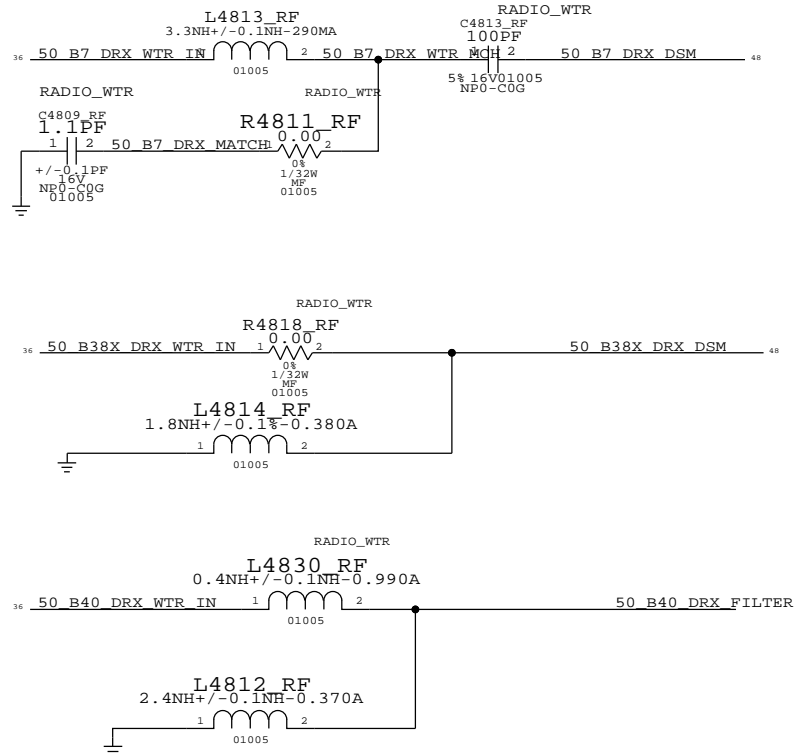 RADIO_WTR
L4813_RF
3.3NH+/-0.1NH-290MA
C4813_RF
100PF
36 50_B7_DRX_WTR_IN 1 2 50_B7_DRX_WTR_MCH 1 2 50_B7_DRX_DSM 48
01005
5% 16V01005
NP0-C0G
RADIO_WTR
RADIO_WTR
C4809_RF
1.1PF
R4811_RF
0.00
1 2 50_B7_DRX_MATCH 1 2
0%
1/32W
MF
01005
+/-0.1PF
16V
NP0-C0G
01005
RADIO_WTR
R4818_RF
0.00
36 50_B38X_DRX_WTR_IN 1 2 50_B38X_DRX_DSM 48
0%
1/32W
MF
01005
L4814_RF
1.8NH+/-0.1%-0.380A
1 2
01005
RADIO_WTR
L4830_RF
0.4NH+/-0.1NH-0.990A
36 50_B40_DRX_WTR_IN 1 2 50_B40_DRX_FILTER
01005
L4812_RF
2.4NH+/-0.1NH-0.370A
1 2
01005